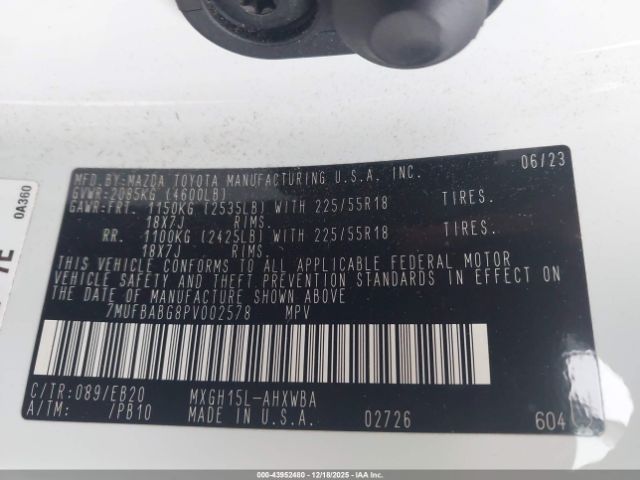 MFD.BY:MAZDA TOYOTA MANUFACTURING U.S.A. INC. 06/23
GVWR:2085KG (4600LB)
GAWR:FRT. 1150KG (2535LB) WITH 225/55R18 TIRES.
18X7J RIMS.
RR. 1100KG (2425LB) WITH 225/55R18 TIRES.
18X7J RIMS.
THIS VEHICLE CONFORMS TO ALL APPLICABLE FEDERAL MOTOR
VEHICLE SAFETY AND THEFT PREVENTION STANDARDS IN EFFECT ON
THE DATE OF MANUFACTURE SHOWN ABOVE.
7MUFBABG8PV002578 MPV
C/TR:089/EB20 MXGH15L-AHXWBA
A/TM: /PB10 MADE IN U.S.A. 02726 604
0A360
000-43952480 - 12/18/2025 - COPYRIGHT IAA